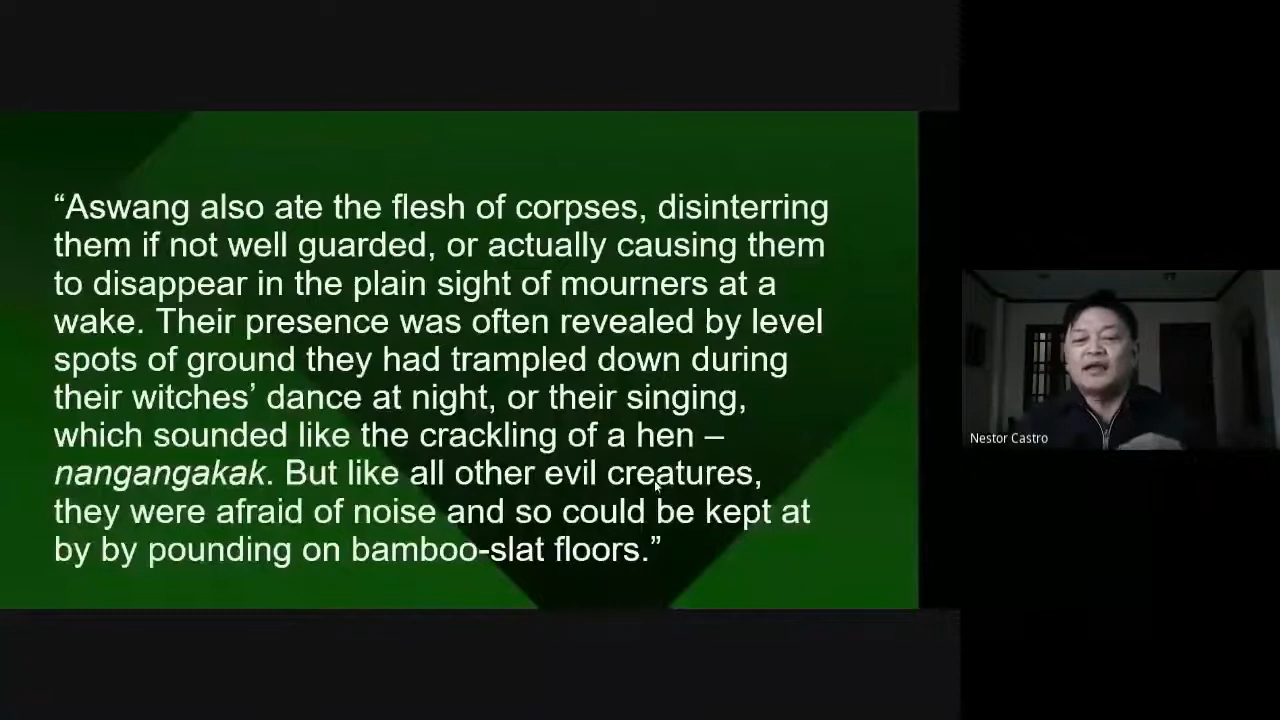 “Aswang also ate the flesh of corpses, disinterring
them if not well guarded, or actually causing them
to disappear in the plain sight of mourners at a
wake. Their presence was often revealed by level
spots of ground they had trampled down during
their witches’ dance at night, or their singing,
which sounded like the crackling of a hen –
nangangakak. But like all other evil creatures,
they were afraid of noise and so could be kept at
by by pounding on bamboo-slat floors.”
Nestor Castro